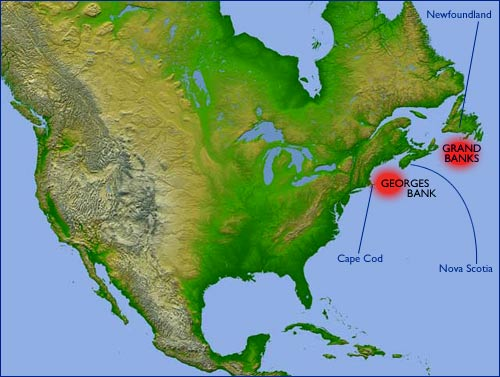 Newfoundland
GRAND
BANKS
GEORGES
BANK
Cape Cod
Nova Scotia